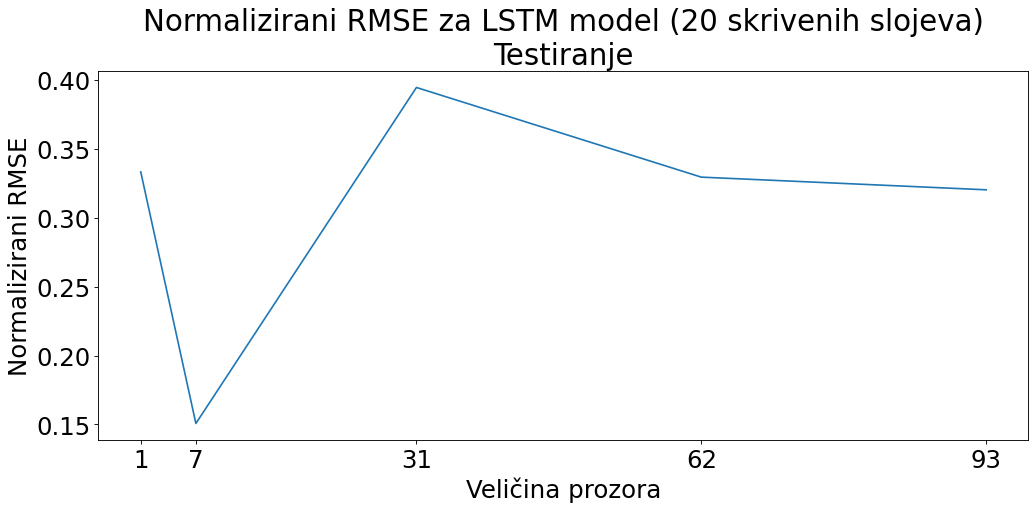 Normalizirani RMSE za LSTM model (20 skrivenih slojeva)
Testiranje
Normalizirani RMSE
0.40
0.35
0.30
0.25
0.20
0.15
1 7 31 62 93
Veličina prozora